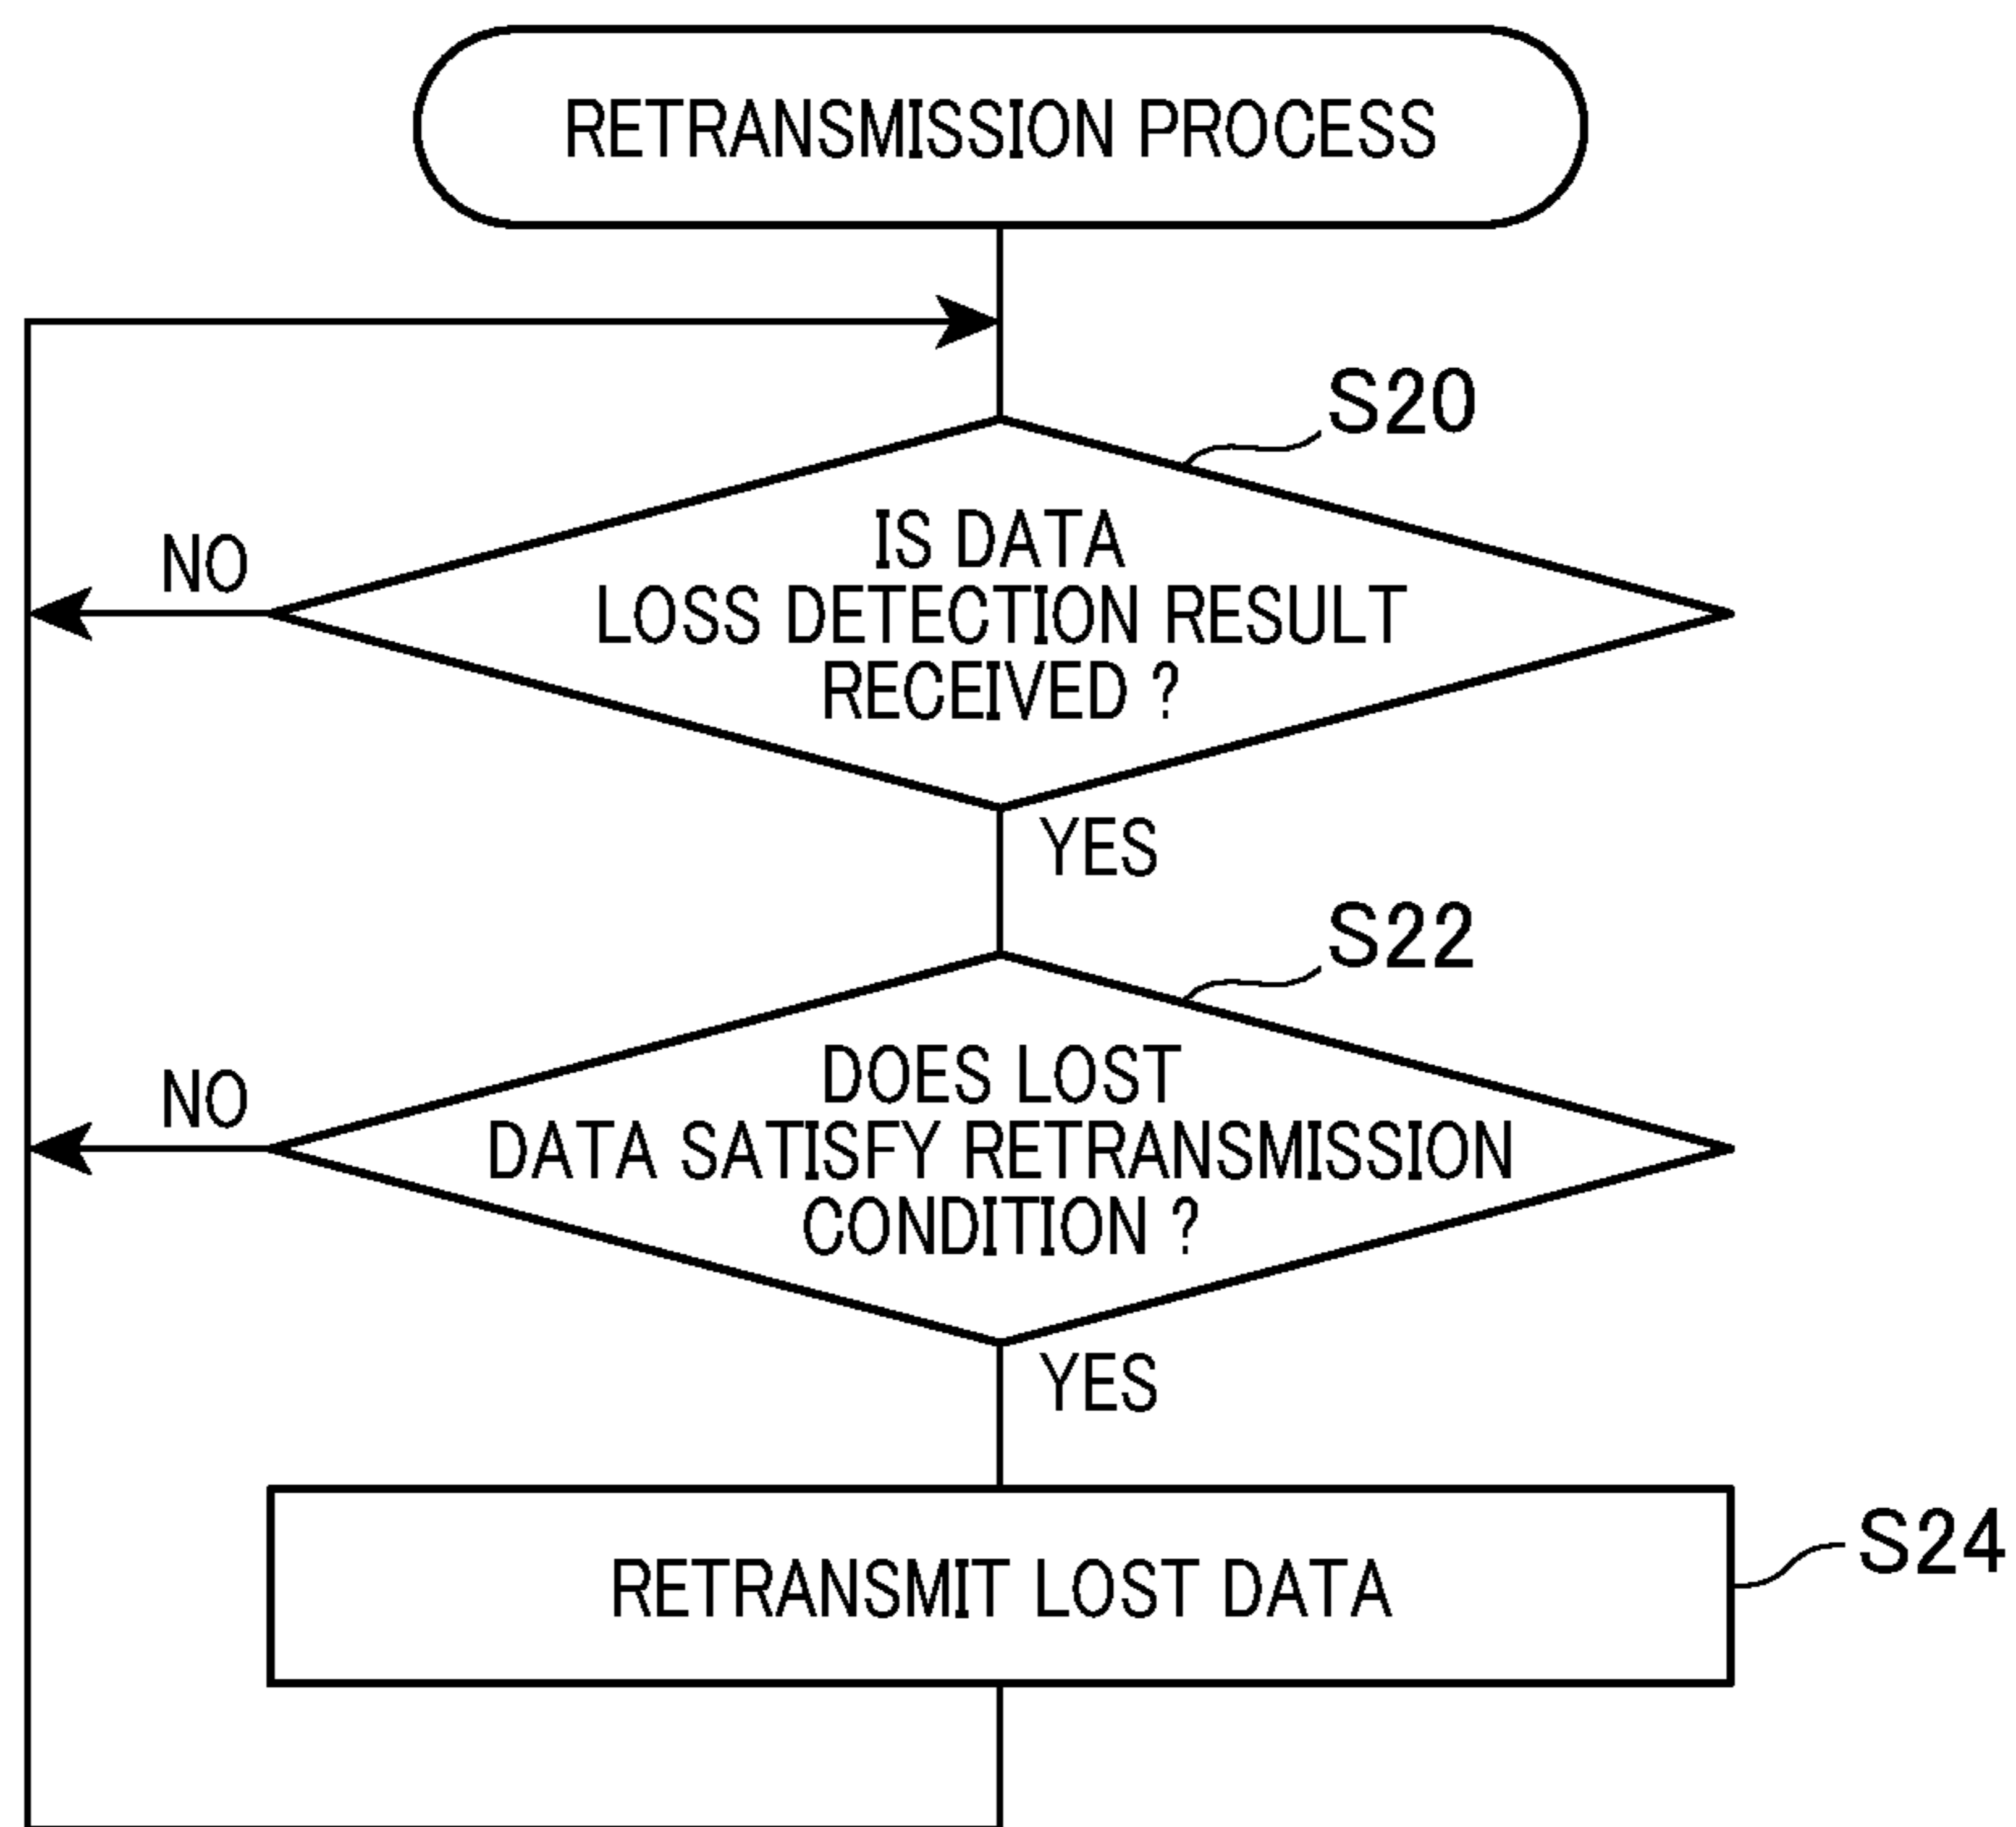 RETRANSMISSION PROCESS
S20
IS DATA
LOSS DETECTION RESULT
RECEIVED ?
NO
YES
S22
DOES LOST
DATA SATISFY RETRANSMISSION
CONDITION ?
NO
YES
RETRANSMIT LOST DATA
S24